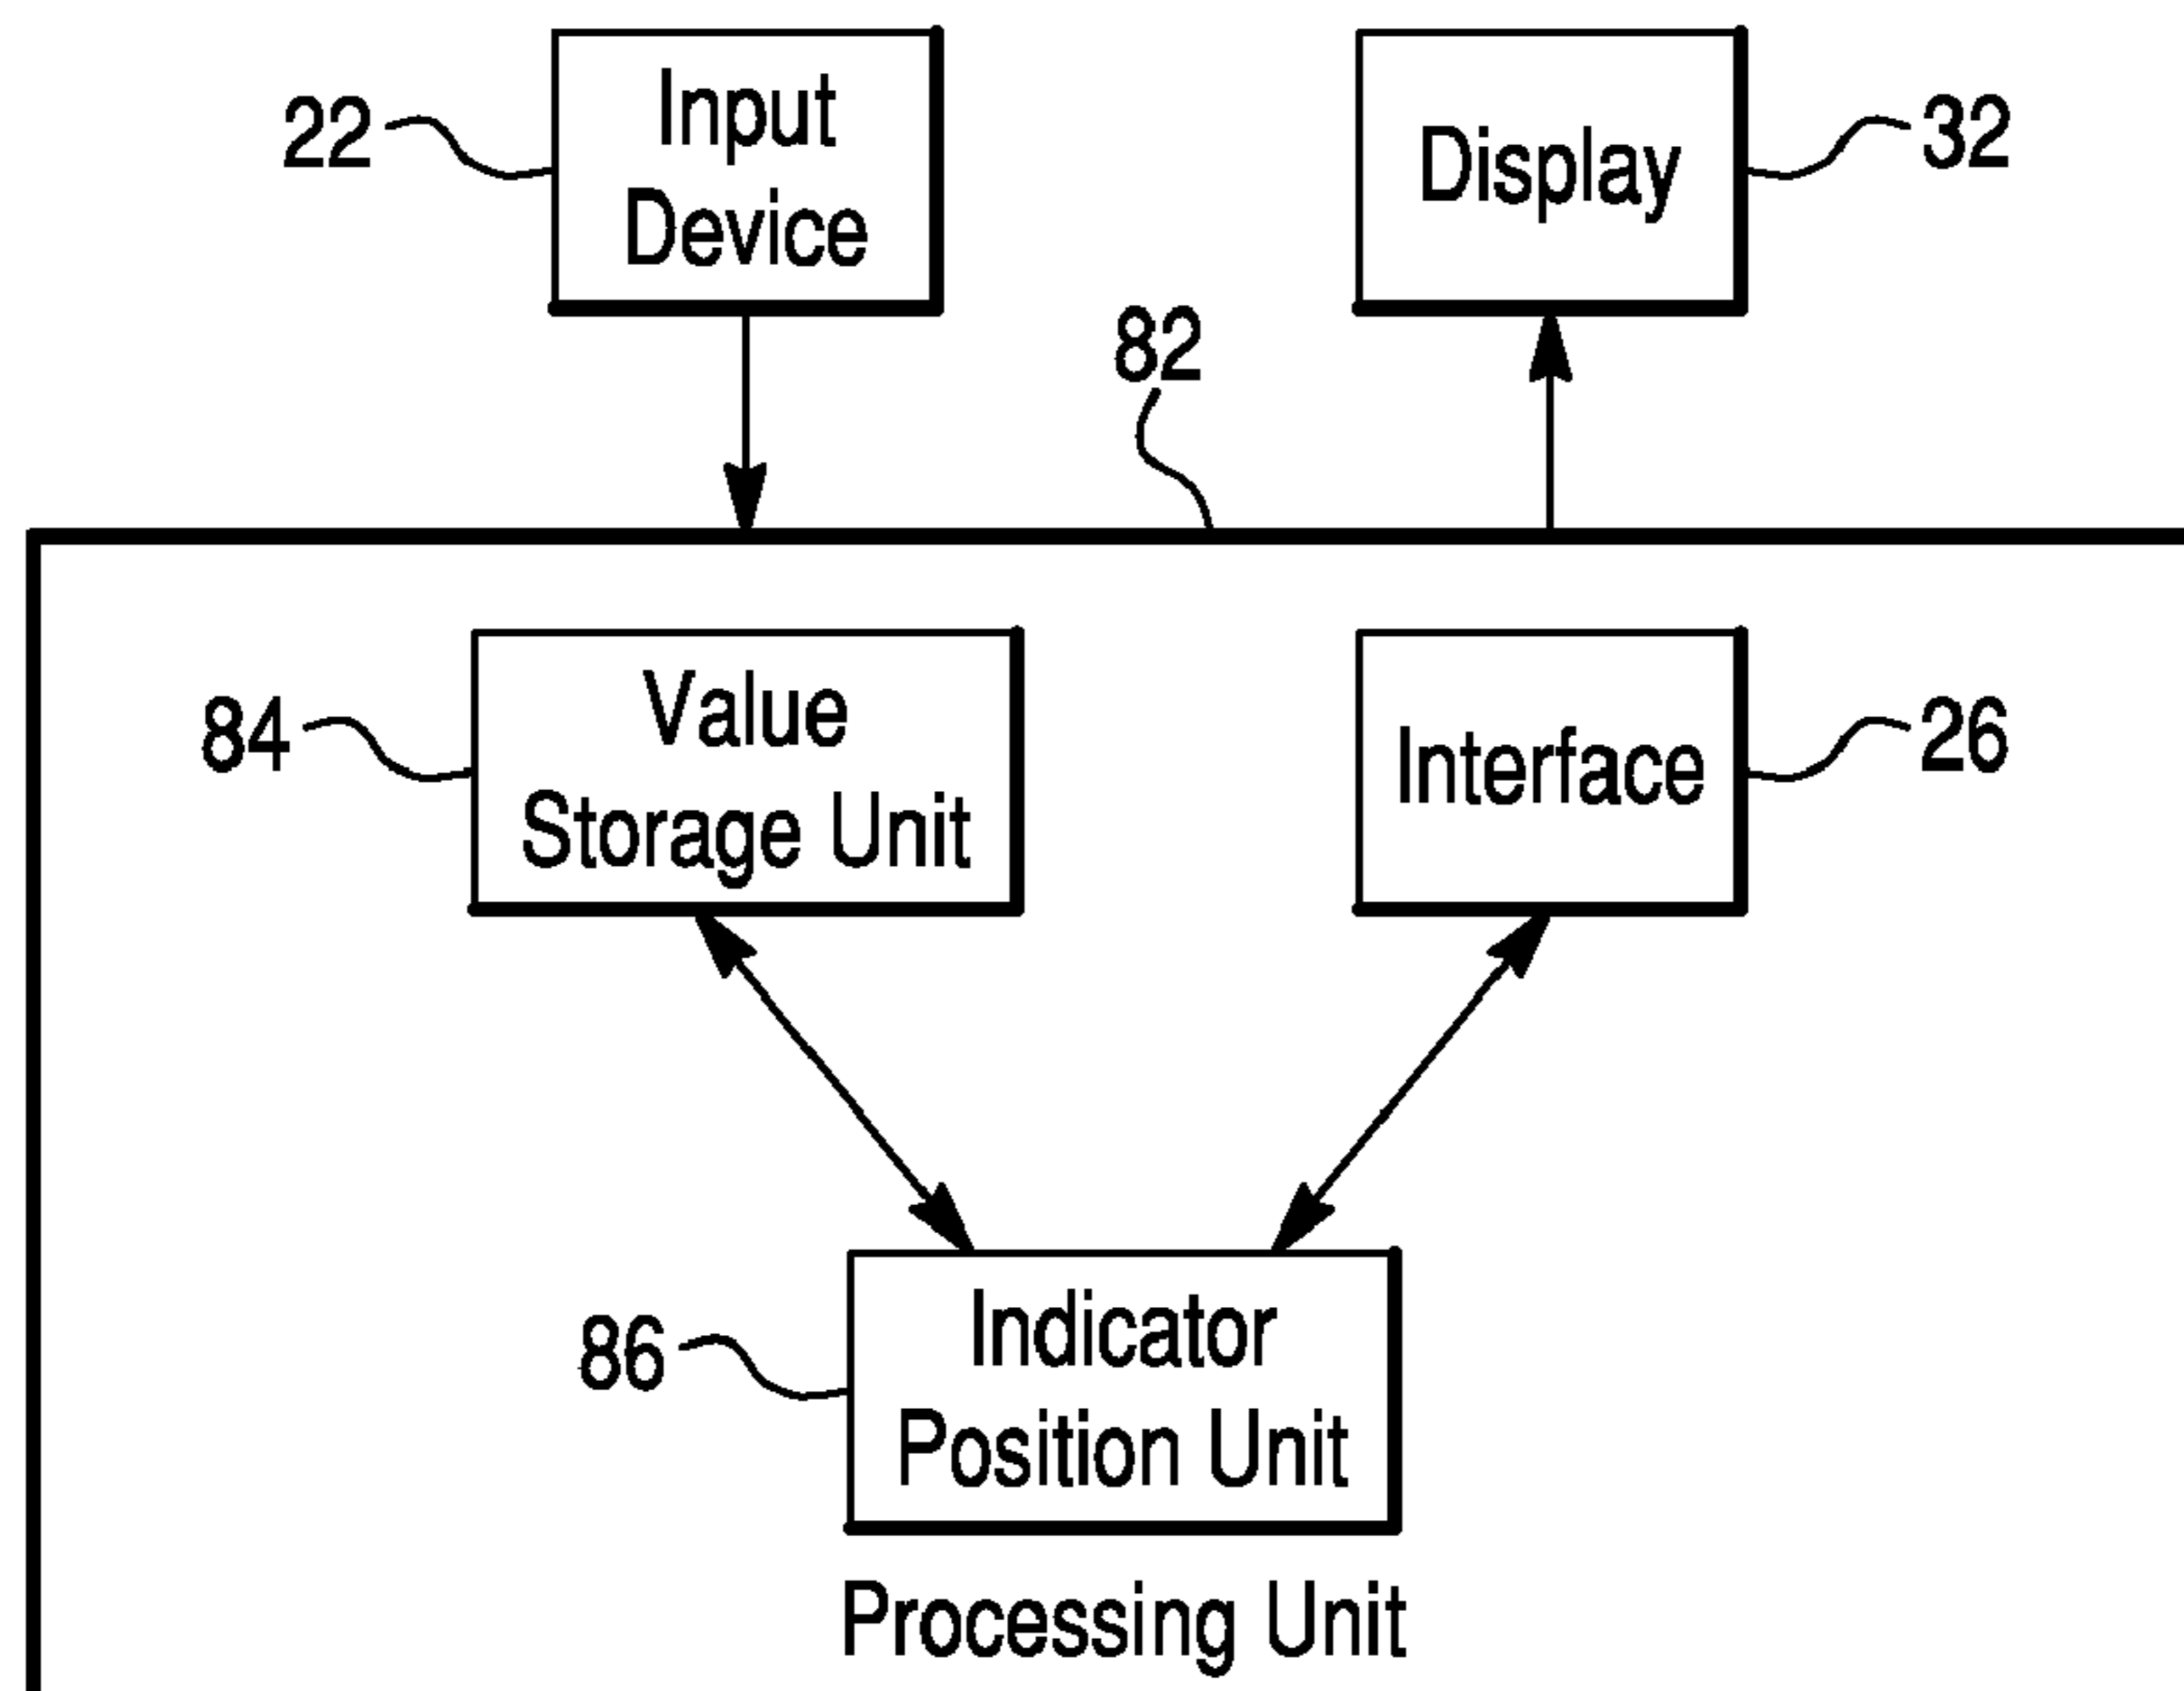 22
Input
Device
Display
32
82
84
Value
Storage Unit
Interface
26
86
Indicator
Position Unit
Processing Unit